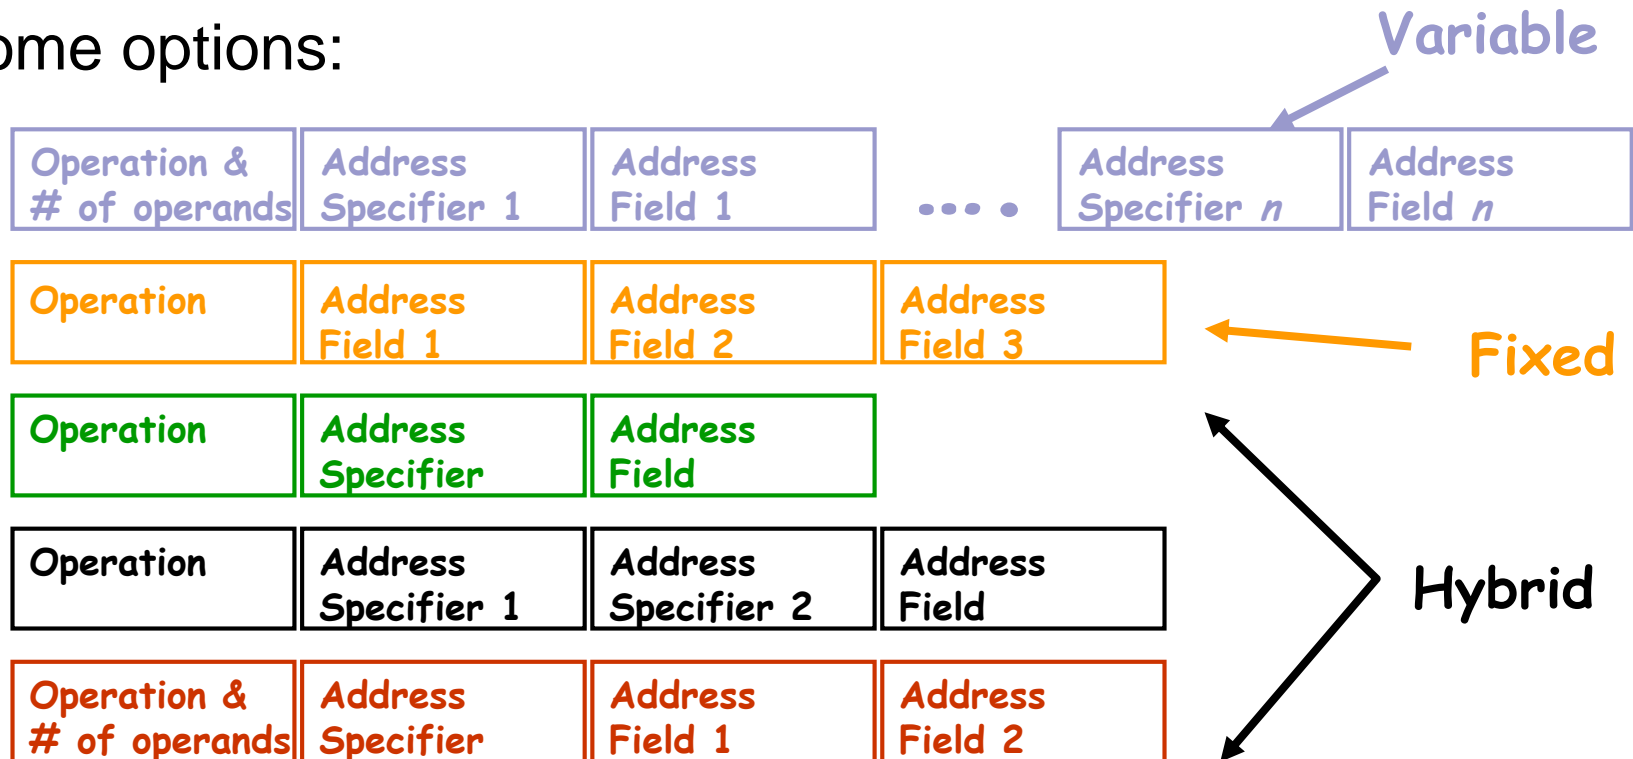 ome options:
Variable
Operation & # of operands
Address Specifier 1
Address Field 1
Address Specifier n
Address Field n
Operation
Address Field 1
Address Field 2
Address Field 3
Fixed
Operation
Address Specifier
Address Field
Operation
Address Specifier 1
Address Specifier 2
Address Field
Hybrid
Operation & # of operands
Address Specifier
Address Field 1
Address Field 2